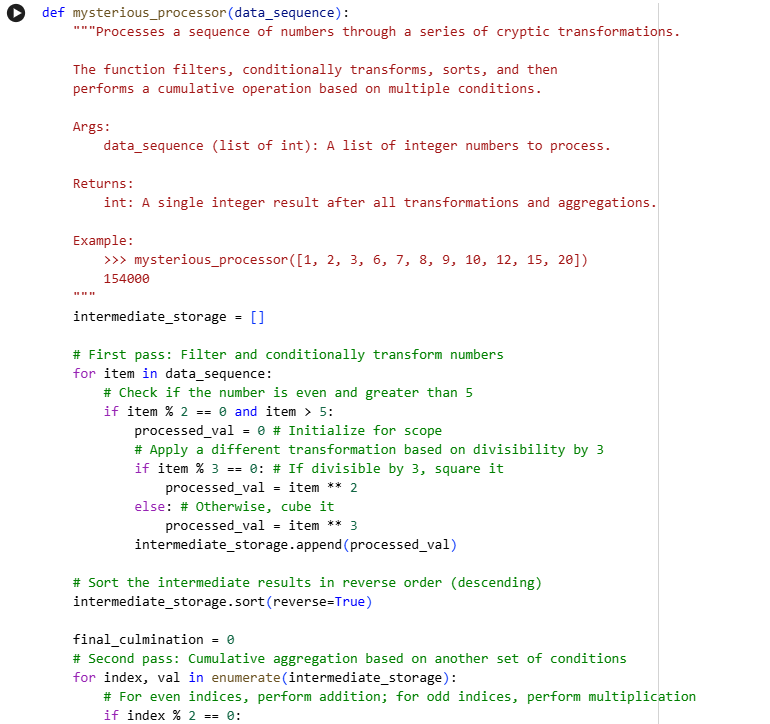 def mysterious_processor(data_sequence):
    """Processes a sequence of numbers through a series of cryptic transformations.

    The function filters, conditionally transforms, sorts, and then
    performs a cumulative operation based on multiple conditions.

    Args:
        data_sequence (list of int): A list of integer numbers to process.

    Returns:
        int: A single integer result after all transformations and aggregations.

    Example:
        >>> mysterious_processor([1, 2, 3, 6, 7, 8, 9, 10, 12, 15, 20])
        154000
    """
    intermediate_storage = []

    # First pass: Filter and conditionally transform numbers
    for item in data_sequence:
        # Check if the number is even and greater than 5
        if item % 2 == 0 and item > 5:
            processed_val = 0 # Initialize for scope
            # Apply a different transformation based on divisibility by 3
            if item % 3 == 0: # If divisible by 3, square it
                processed_val = item ** 2
            else: # Otherwise, cube it
                processed_val = item ** 3
            intermediate_storage.append(processed_val)

    # Sort the intermediate results in reverse order (descending)
    intermediate_storage.sort(reverse=True)

    final_culmination = 0
    # Second pass: Cumulative aggregation based on another set of conditions
    for index, val in enumerate(intermediate_storage):
        # For even indices, perform addition; for odd indices, perform multiplication
        if index % 2 == 0: